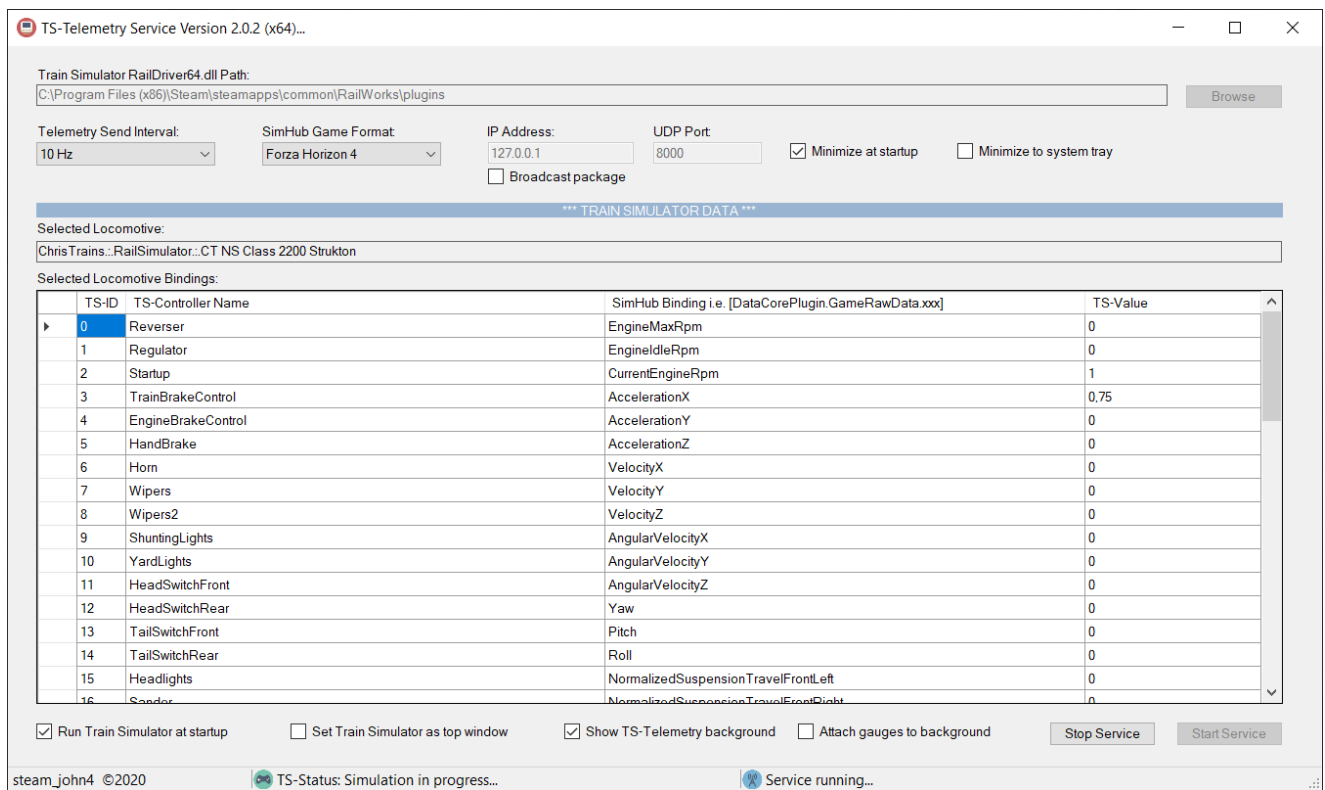 TS-Telemetry Service Version 2.0.2 (x64)...
Train Simulator RailDriver64.dll Path:
C:\Program Files (x86)\Steam\steamapps\common\RailWorks\plugins
Browse
Telemetry Send Interval: SimHub Game Format: IP Address: UDP Port:
10 Hz Forza Horizon 4 127.0.0.1 8000 Minimize at startup Minimize to system tray
Broadcast package
*** TRAIN SIMULATOR DATA ***
Selected Locomotive:
ChrisTrains.:.RailSimulator.:.CT NS Class 2200 Strukton
Selected Locomotive Bindings:
TS-ID TS-Controller Name SimHub Binding i.e. [DataCorePlugin.GameRawData.xxx] TS-Value
0 Reverser EngineMaxRpm 0
1 Regulator EngineIdleRpm 0
2 Startup CurrentEngineRpm 1
3 TrainBrakeControl AccelerationX 0,75
4 EngineBrakeControl AccelerationY 0
5 HandBrake AccelerationZ 0
6 Horn VelocityX 0
7 Wipers VelocityY 0
8 Wipers2 VelocityZ 0
9 ShuntingLights AngularVelocityX 0
10 YardLights AngularVelocityY 0
11 HeadSwitchFront AngularVelocityZ 0
12 HeadSwitchRear Yaw 0
13 TailSwitchFront Pitch 0
14 TailSwitchRear Roll 0
15 Headlights NormalizedSuspensionTravelFrontLeft 0
16 Sander NormalizedSuspensionTravelFrontRight 0
Run Train Simulator at startup Set Train Simulator as top window Show TS-Telemetry background Attach gauges to background Stop Service Start Service
steam_john4 ©2020 TS-Status: Simulation in progress... Service running...